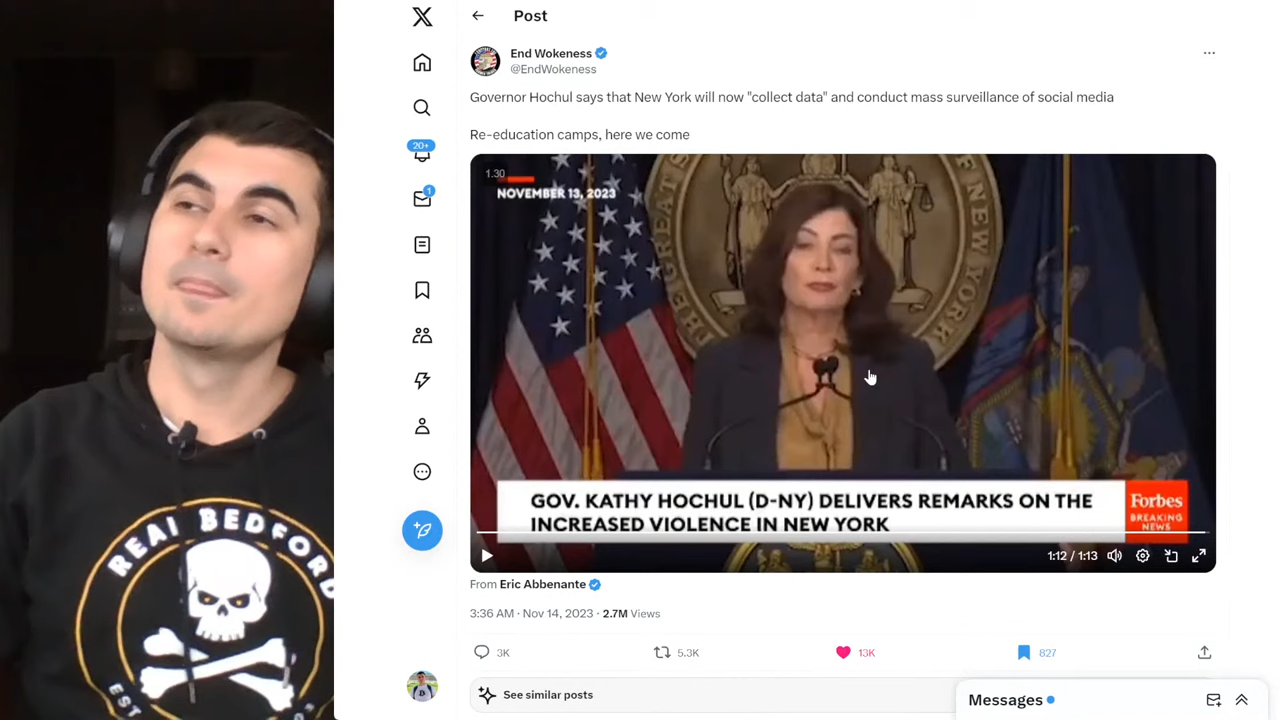 Post
End Wokeness
@EndWokeness
Governor Hochul says that New York will now "collect data" and conduct mass surveillance of social media
Re-education camps, here we come
1.30
NOVEMBER 13, 2023
GOV. KATHY HOCHUL (D-NY) DELIVERS REMARKS ON THE
INCREASED VIOLENCE IN NEW YORK
Forbes
BREAKING
NEWS
1:12 / 1:13
From Eric Abbenante
3:36 AM · Nov 14, 2023 · 2.7M Views
3K
5.3K
13K
827
See similar posts
Messages
20+
1
REAL BEDFORD
EST